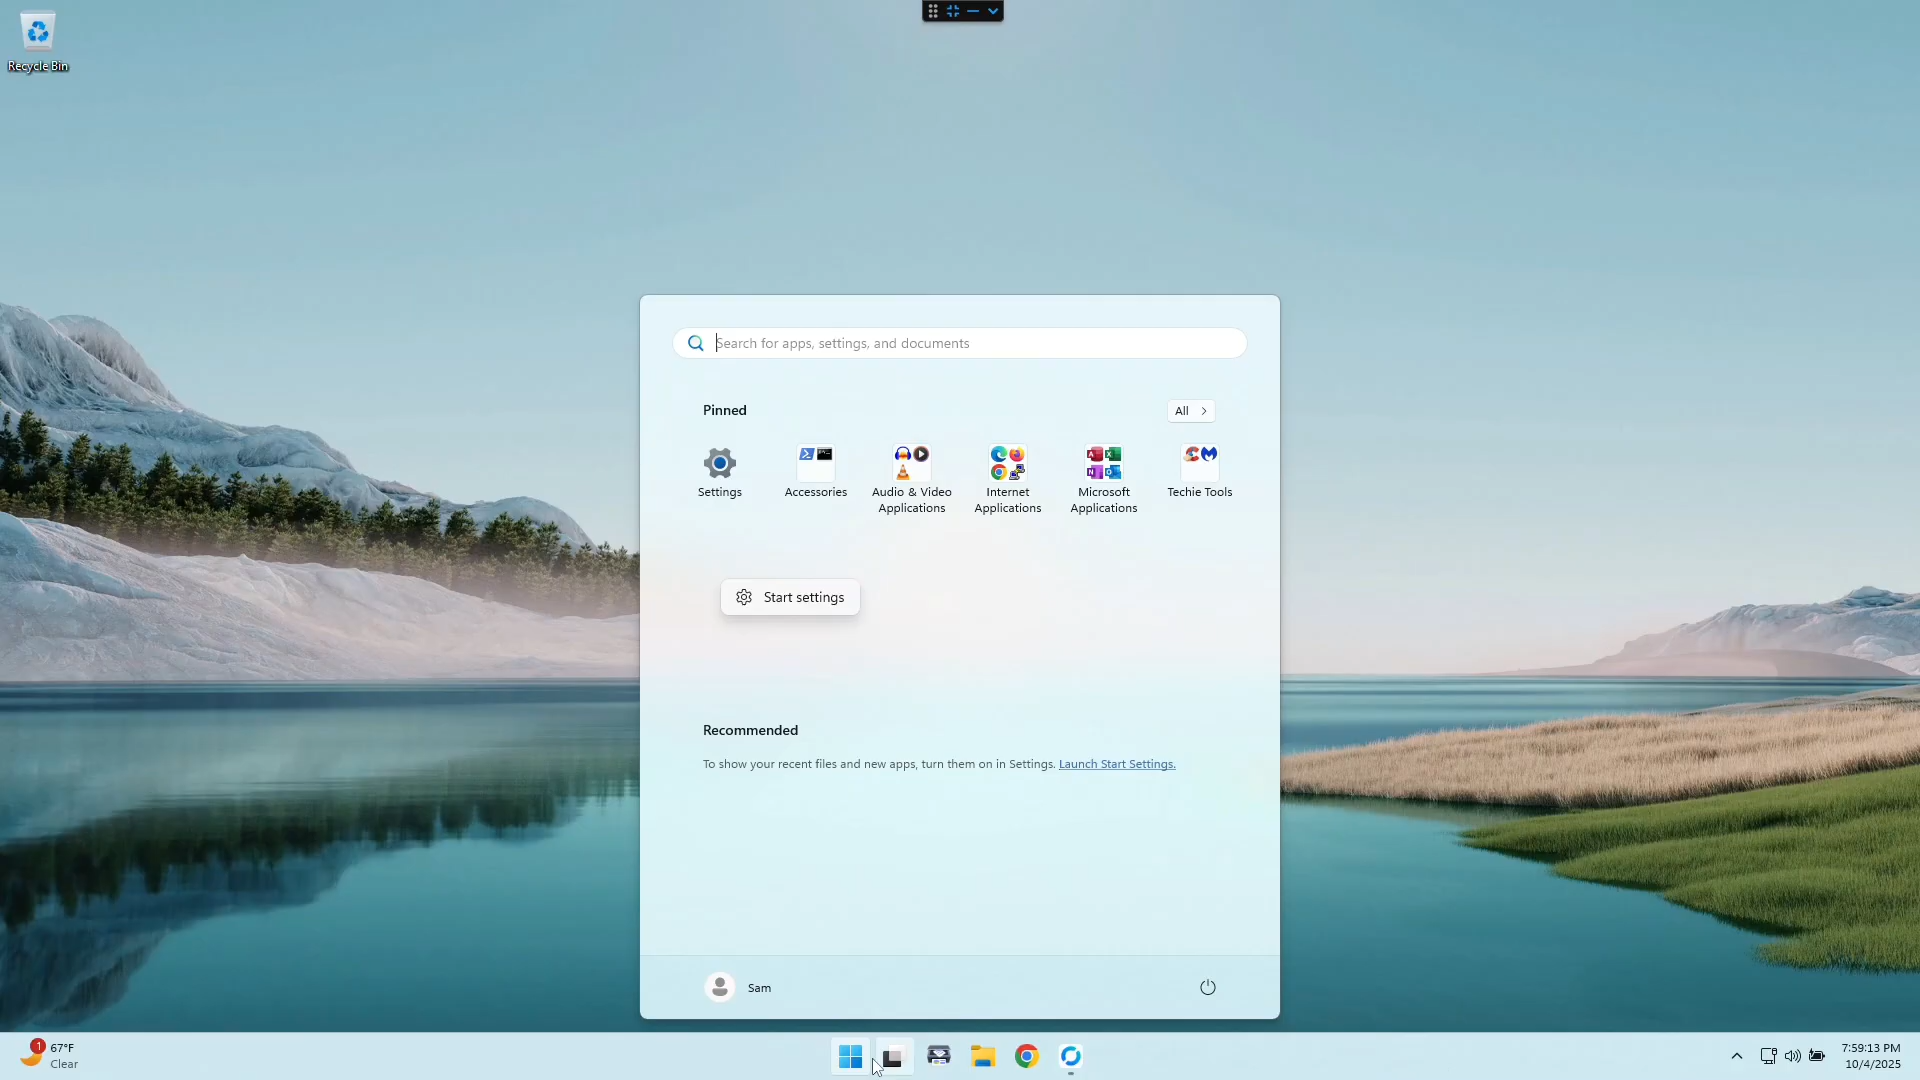 Recycle Bin
Search for apps, settings, and documents
Pinned
All
Settings
Accessories
Audio & Video
Applications
Internet
Applications
Microsoft
Applications
Techie Tools
Start settings
Recommended
To show your recent files and new apps, turn them on in Settings. Launch Start Settings.
Sam
1
67°F
Clear
7:59:13 PM
10/4/2025